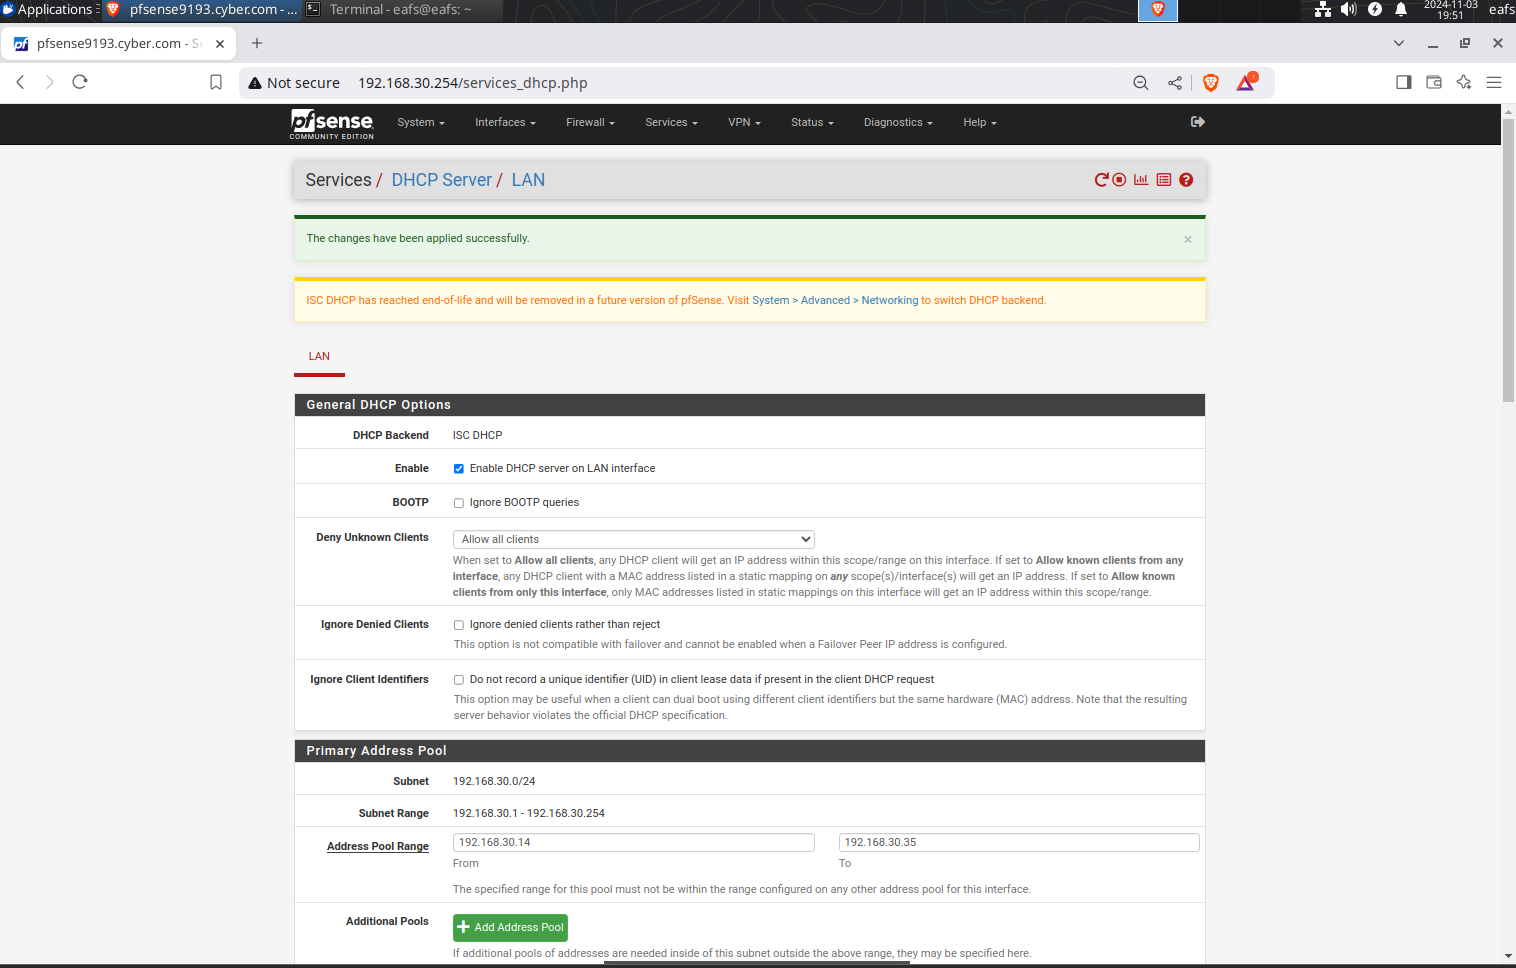 Applications
pfsense9193.cyber.com - ...
Terminal - eafs@eafs: ~
2024-11-03
19:51
eafs
pfsense9193.cyber.com - S
Not secure
192.168.30.254/services_dhcp.php
pfsense
COMMUNITY EDITION
System
Interfaces
Firewall
Services
VPN
Status
Diagnostics
Help
Services / DHCP Server / LAN
The changes have been applied successfully.
×
ISC DHCP has reached end-of-life and will be removed in a future version of pfSense. Visit System > Advanced > Networking to switch DHCP backend.
LAN
General DHCP Options
DHCP Backend ISC DHCP
Enable Enable DHCP server on LAN interface
BOOTP Ignore BOOTP queries
Deny Unknown Clients Allow all clients
When set to Allow all clients, any DHCP client will get an IP address within this scope/range on this interface. If set to Allow known clients from any
interface, any DHCP client with a MAC address listed in a static mapping on any scope(s)/interface(s) will get an IP address. If set to Allow known
clients from only this interface, only MAC addresses listed in static mappings on this interface will get an IP address within this scope/range.
Ignore Denied Clients Ignore denied clients rather than reject
This option is not compatible with failover and cannot be enabled when a Failover Peer IP address is configured.
Ignore Client Identifiers Do not record a unique identifier (UID) in client lease data if present in the client DHCP request
This option may be useful when a client can dual boot using different client identifiers but the same hardware (MAC) address. Note that the resulting
server behavior violates the official DHCP specification.
Primary Address Pool
Subnet 192.168.30.0/24
Subnet Range 192.168.30.1 - 192.168.30.254
Address Pool Range 192.168.30.14 192.168.30.35
From To
The specified range for this pool must not be within the range configured on any other address pool for this interface.
Additional Pools Add Address Pool
If additional pools of addresses are needed inside of this subnet outside the above range, they may be specified here.